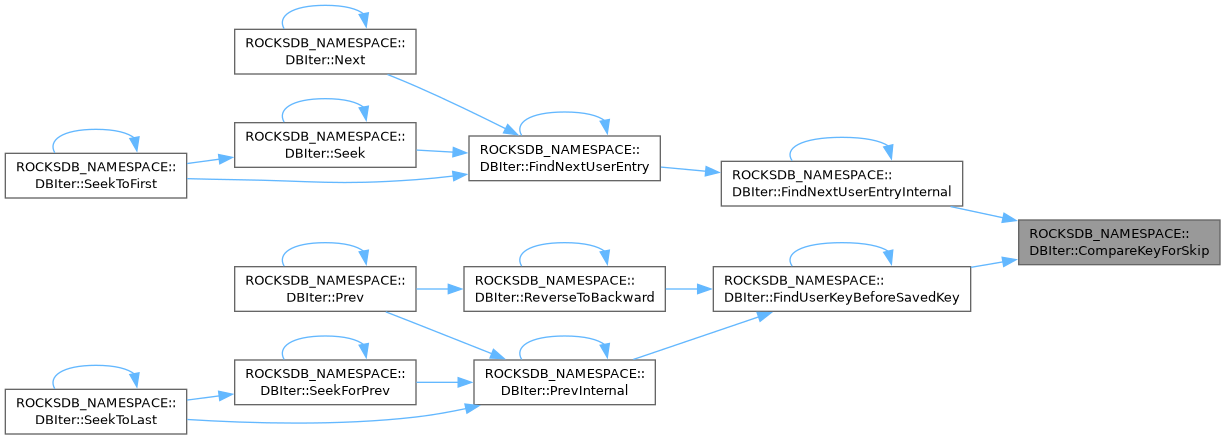 ROCKSDB_NAMESPACE::
DBIter::Next
ROCKSDB_NAMESPACE::
DBIter::Seek
ROCKSDB_NAMESPACE::
DBIter::SeekToFirst
ROCKSDB_NAMESPACE::
DBIter::FindNextUserEntry
ROCKSDB_NAMESPACE::
DBIter::FindNextUserEntryInternal
ROCKSDB_NAMESPACE::
DBIter::CompareKeyForSkip
ROCKSDB_NAMESPACE::
DBIter::Prev
ROCKSDB_NAMESPACE::
DBIter::ReverseToBackward
ROCKSDB_NAMESPACE::
DBIter::FindUserKeyBeforeSavedKey
ROCKSDB_NAMESPACE::
DBIter::SeekForPrev
ROCKSDB_NAMESPACE::
DBIter::PrevInternal
ROCKSDB_NAMESPACE::
DBIter::SeekToLast